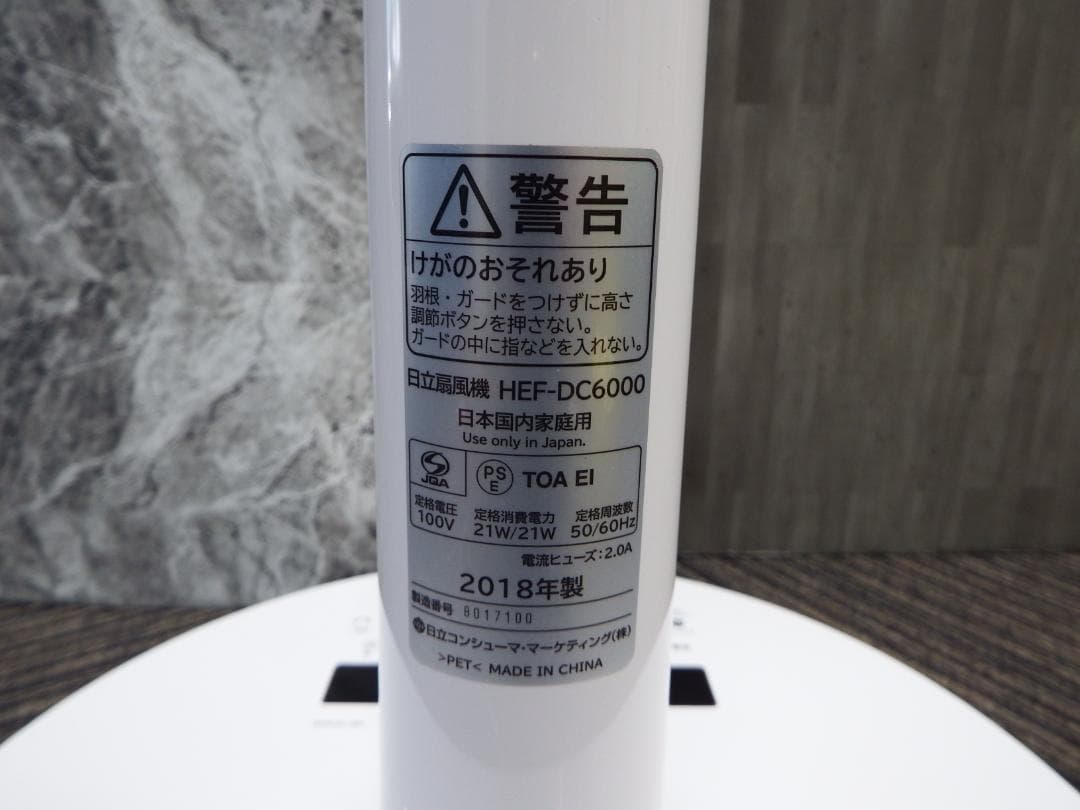 警告
けがのおそれあり
羽根・ガードをつけずに高さ
調節ボタンを押さない。
ガードの中に指などを入れない。
日立扇風機 HEF-DC6000
日本国内家庭用
Use only in Japan.
JQA PSE TOA EI
定格電圧 定格消費電力 定格周波数
100V 21W/21W 50/60Hz
電流ヒューズ:2.0A
2018年製
製造番号 8017100
日立コンシューマ・マーケティング(株)
>PET< MADE IN CHINA